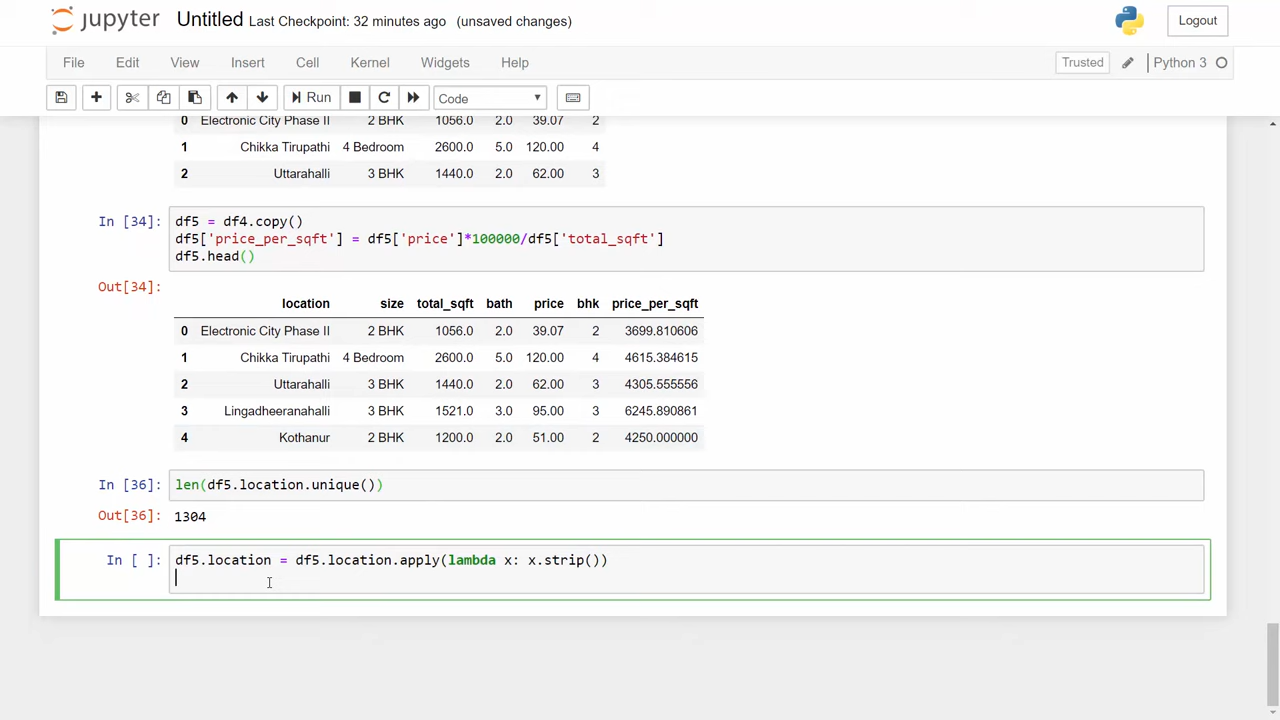 jupyter Untitled Last Checkpoint: 32 minutes ago (unsaved changes) Logout
File Edit View Insert Cell Kernel Widgets Help Trusted Python 3
Run Code
0 Electronic City Phase II 2 BHK 1056.0 2.0 39.07 2
1 Chikka Tirupathi 4 Bedroom 2600.0 5.0 120.00 4
2 Uttarahalli 3 BHK 1440.0 2.0 62.00 3
In [34]: df5 = df4.copy()
df5['price_per_sqft'] = df5['price']*100000/df5['total_sqft']
df5.head()
Out[34]:
location size total_sqft bath price bhk price_per_sqft
0 Electronic City Phase II 2 BHK 1056.0 2.0 39.07 2 3699.810606
1 Chikka Tirupathi 4 Bedroom 2600.0 5.0 120.00 4 4615.384615
2 Uttarahalli 3 BHK 1440.0 2.0 62.00 3 4305.555556
3 Lingadheeranahalli 3 BHK 1521.0 3.0 95.00 3 6245.890861
4 Kothanur 2 BHK 1200.0 2.0 51.00 2 4250.000000
In [36]: len(df5.location.unique())
Out[36]: 1304
In [ ]: df5.location = df5.location.apply(lambda x: x.strip())